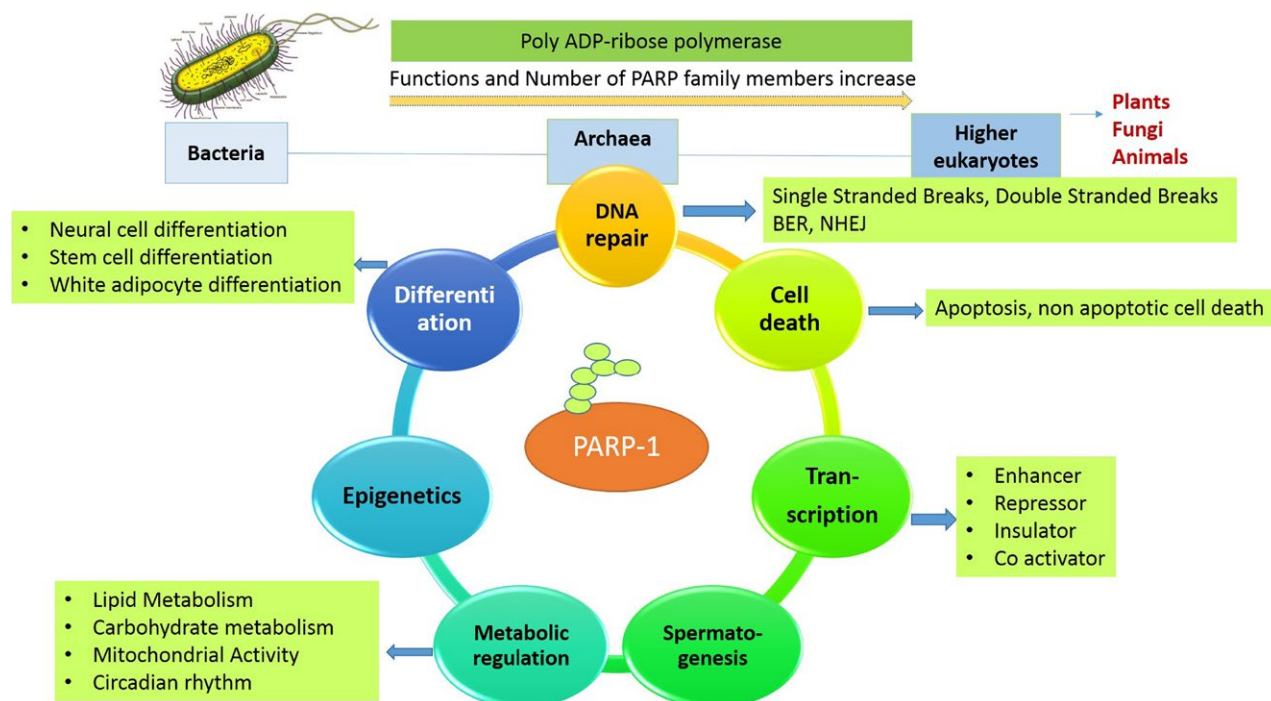 Poly ADP-ribose polymerase
Functions and Number of PARP family members increase
Bacteria
Archaea
Higher
eukaryotes
Plants
Fungi
Animals
DNA
repair
Single Stranded Breaks, Double Stranded Breaks
BER, NHEJ
• Neural cell differentiation
• Stem cell differentiation
• White adipocyte differentiation
Differenti
ation
Cell
death
Apoptosis, non apoptotic cell death
PARP-1
Epigenetics
Tran-
scription
• Enhancer
• Repressor
• Insulator
• Co activator
• Lipid Metabolism
• Carbohydrate metabolism
• Mitochondrial Activity
• Circadian rhythm
Metabolic
regulation
Spermato-
genesis